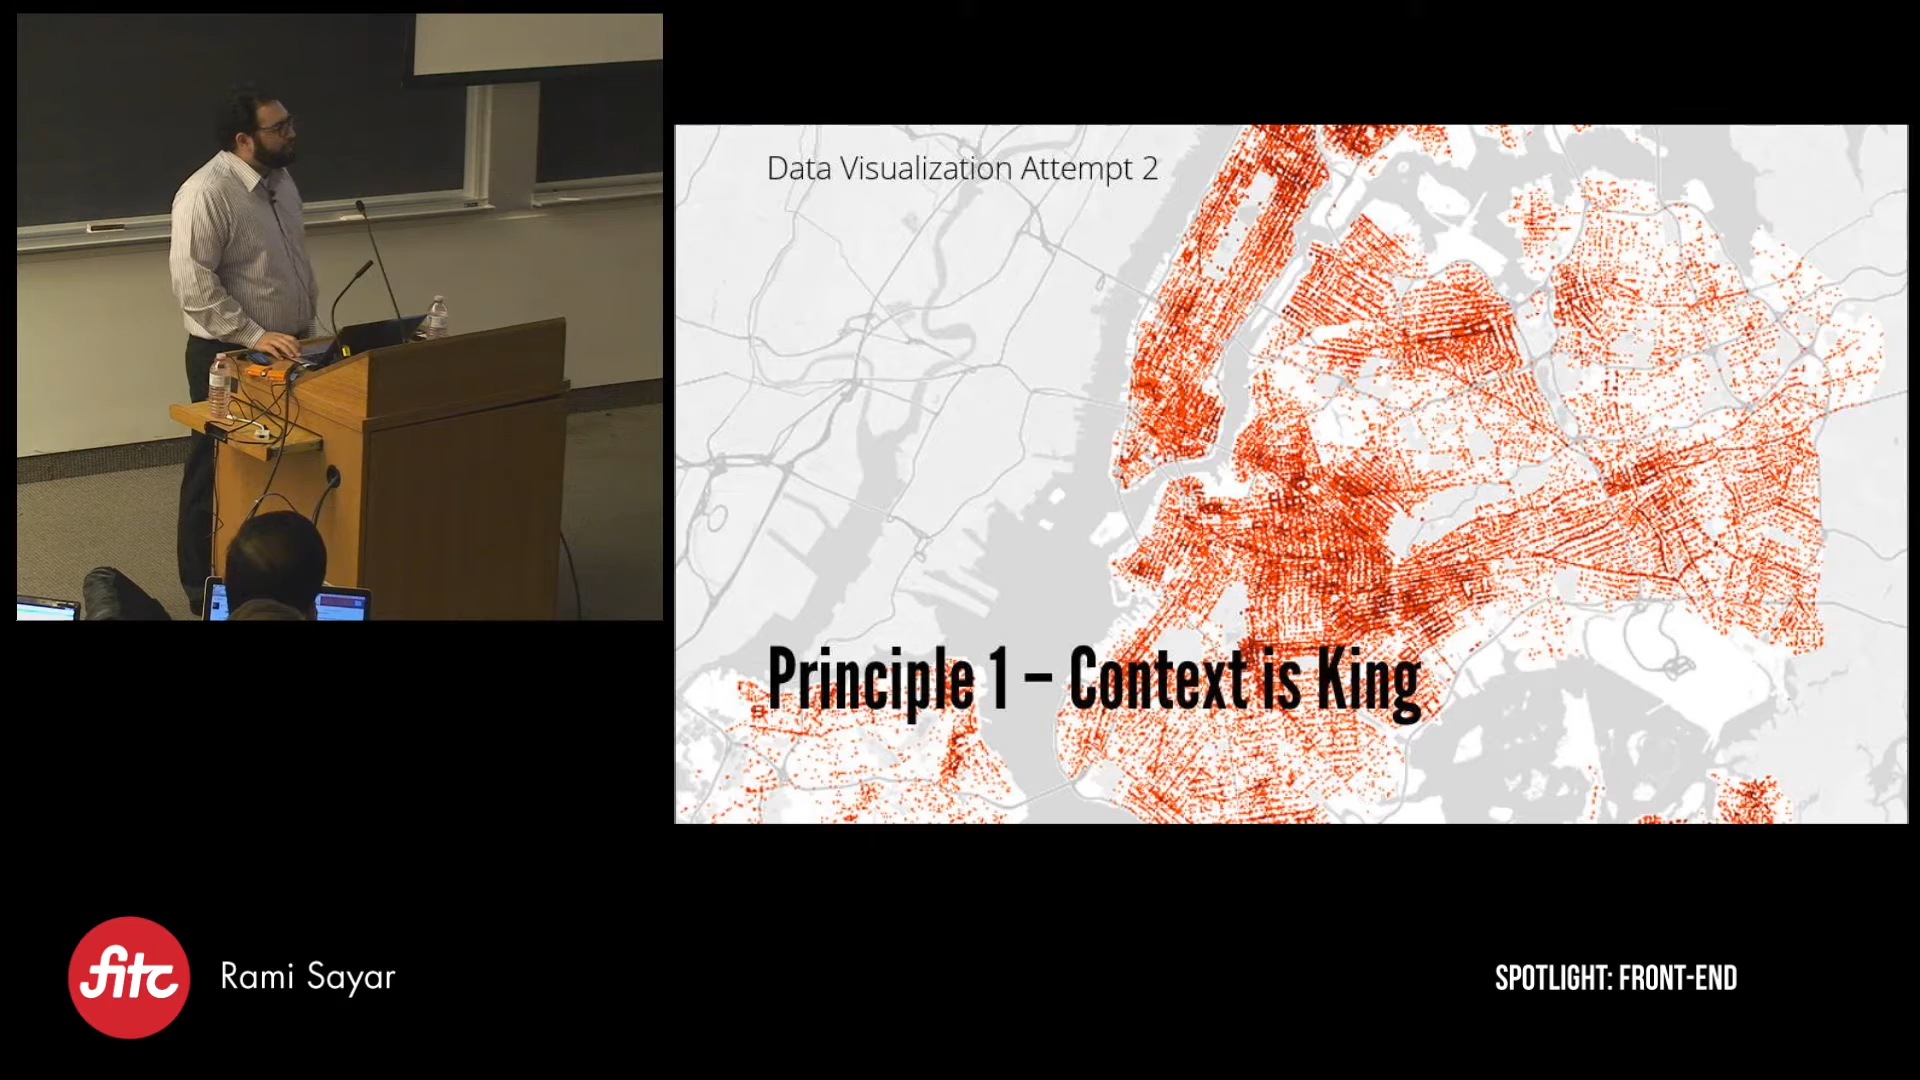 Data Visualization Attempt 2
Principle 1 – Context is King
fitc
Rami Sayar
SPOTLIGHT: FRONT-END